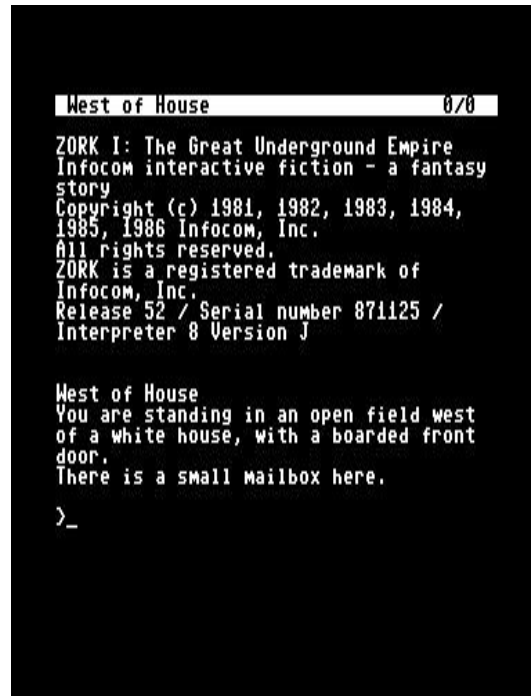 West of House 0/0
ZORK I: The Great Underground Empire
Infocom interactive fiction - a fantasy
story
Copyright (c) 1981, 1982, 1983, 1984,
1985, 1986 Infocom, Inc.
All rights reserved.
ZORK is a registered trademark of
Infocom, Inc.
Release 52 / Serial number 871125 /
Interpreter 8 Version J
West of House
You are standing in an open field west
of a white house, with a boarded front
door.
There is a small mailbox here.
>_